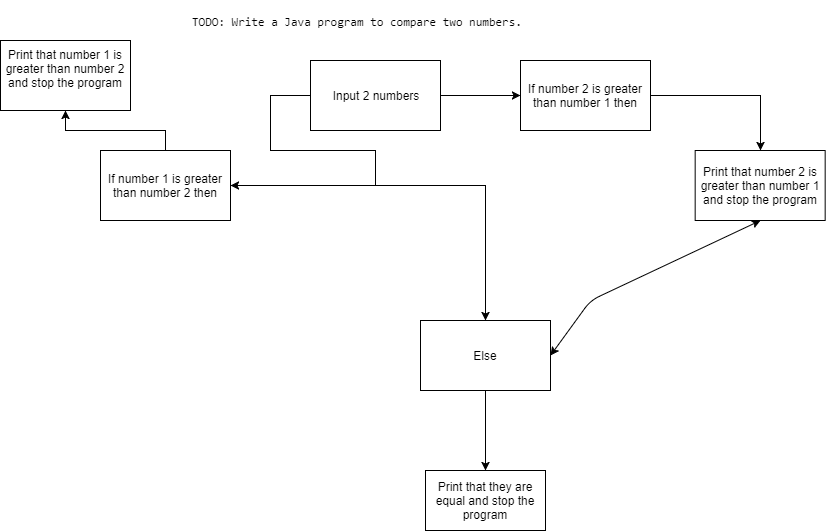 TODO: Write a Java program to compare two numbers.
Print that number 1 is
greater than number 2
and stop the program
Input 2 numbers
If number 2 is greater
than number 1 then
If number 1 is greater
than number 2 then
Print that number 2 is
greater than number 1
and stop the program
Else
Print that they are
equal and stop the
program